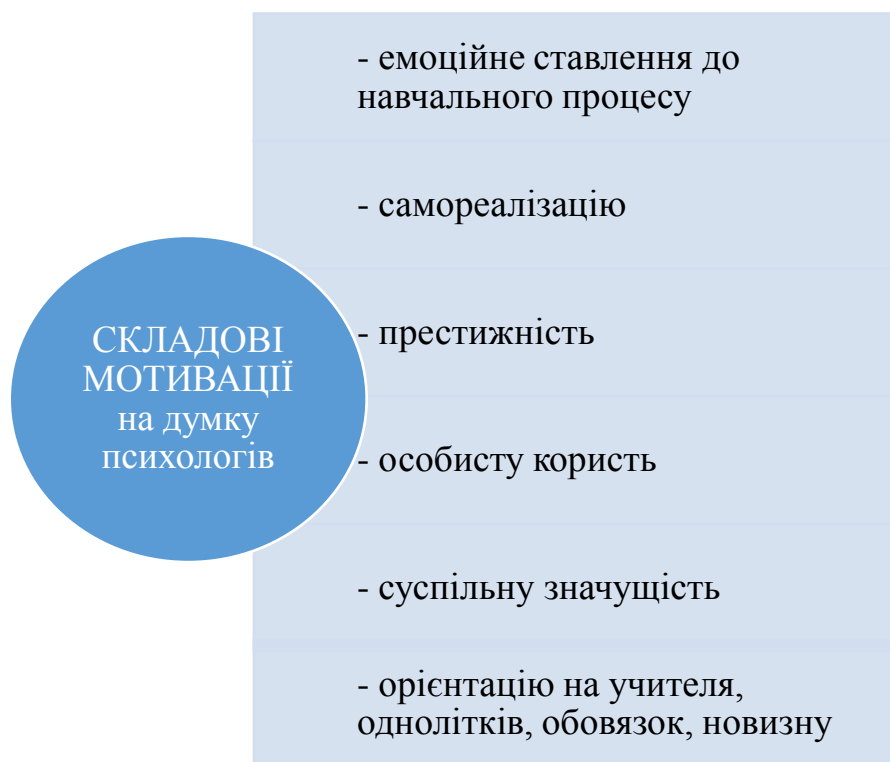 СКЛАДОВІ
МОТИВАЦІЇ
на думку
психологів
- емоційне ставлення до
навчального процесу
- самореалізацію
- престижність
- особисту користь
- суспільну значущість
- орієнтацію на учителя,
однолітків, обовязок, новизну